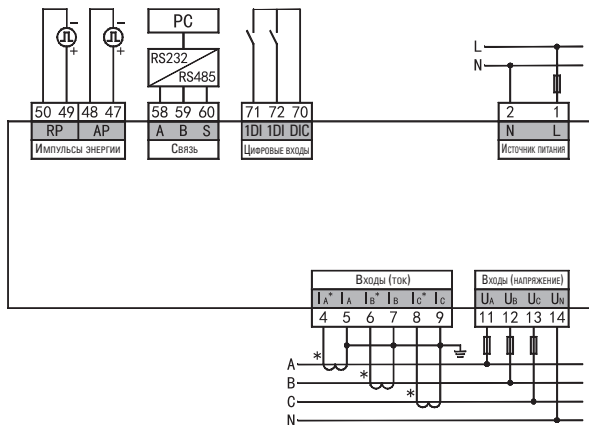 PC
RS232
RS485
L
N
− −
+ +
50 49 48 47
RP AP
Импульсы энергии
58 59 60
A B S
Связь
71 72 70
1DI 1DI DIC
Цифровые входы
2 1
N L
Источник питания
Входы (ток)
IA* IA IB* IB IC* IC
4 5 6 7 8 9
Входы (напряжение)
UA UB UC UN
11 12 13 14
* * *
A
B
C
N